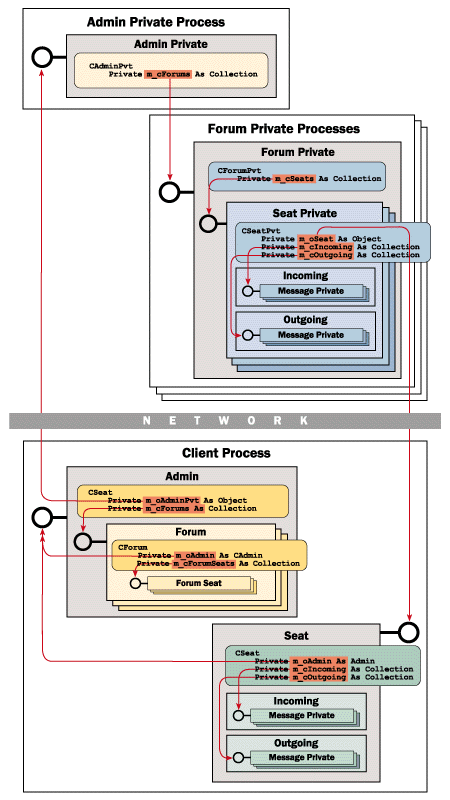 Admin Private Process
Admin Private
CAdminPvt
Private m_cForums As Collection
Forum Private Processes
Forum Private
CForumPvt
Private m_cSeats As Collection
Seat Private
CSeatPvt
Private m_oSeat As Object
Private m_cIncoming As Collection
Private m_cOutgoing As Collection
Incoming
Message Private
Outgoing
Message Private
NETWORK
Client Process
Admin
CSeat
Private m_oAdminPvt As Object
Private m_cForums As Collection
Forum
CForum
Private m_oAdmin As CAdmin
Private m_cForumSeats As Collection
Forum Seat
Seat
CSeat
Private m_oAdmin As Admin
Private m_cIncoming As Collection
Private m_cOutgoing As Collection
Incoming
Message Private
Outgoing
Message Private